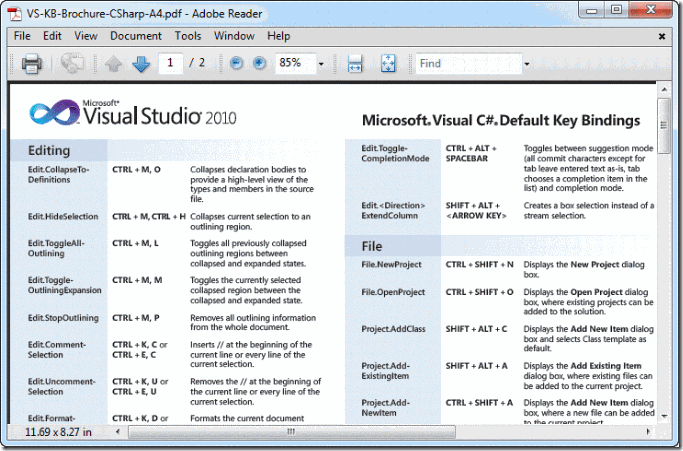 VS-KB-Brochure-CSharp-A4.pdf - Adobe Reader
File Edit View Document Tools Window Help
1 / 2 85% Find
Microsoft®
Visual Studio® 2010
Microsoft® Visual C#® Default Key Bindings
Editing
Edit.CollapseTo- CTRL + M, O Collapses declaration bodies to
Definitions provide a high-level view of the
types and members in the source
file.
Edit.HideSelection CTRL + M, CTRL + H Collapses current selection to an
outlining region.
Edit.ToggleAll- CTRL + M, L Toggles all previously collapsed
Outlining outlining regions between
collapsed and expanded states.
Edit.Toggle- CTRL + M, M Toggles the currently selected
OutliningExpansion collapsed region between the
collapsed and expanded state.
Edit.StopOutlining CTRL + M, P Removes all outlining information
from the whole document.
Edit.Comment- CTRL + K, C or Inserts // at the beginning of the
Selection CTRL + E, C current line or every line of the
current selection.
Edit.Uncomment- CTRL + K, U or Removes the // at the beginning of
Selection CTRL + E, U the current line or every line of the
current selection.
Edit.Format- CTRL + K, D or Formats the current document
Edit.Toggle- CTRL + ALT + Toggles between suggestion mode
CompletionMode SPACEBAR (all commit characters except for
tab leave entered text as-is, tab
chooses a completion item in the
list) and completion mode.
Edit.<Direction> SHIFT + ALT + Creates a box selection instead of a
ExtendColumn <ARROW KEY> stream selection.
File
File.NewProject CTRL + SHIFT + N Displays the New Project dialog
box.
File.OpenProject CTRL + SHIFT + O Displays the Open Project dialog
box, where existing projects can be
added to the solution.
Project.AddClass SHIFT + ALT + C Displays the Add New Item dialog
box and selects Class template as
default.
Project.Add- SHIFT + ALT + A Displays the Add Existing Item
ExistingItem dialog box, where existing files can
be added to the current project.
Project.Add- CTRL + SHIFT + A Displays the Add New Item dialog
NewItem box, where a new file can be added
to the current project.
11.69 x 8.27 in